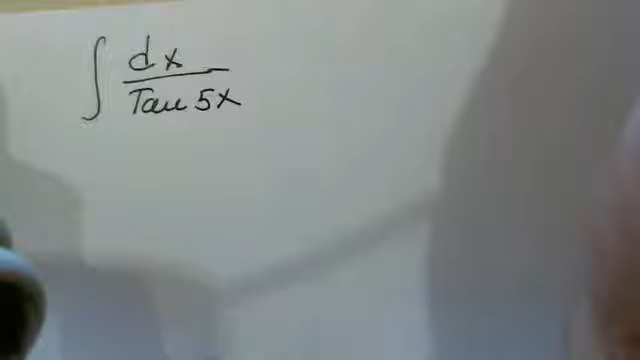 ∫ dx / Tan 5x